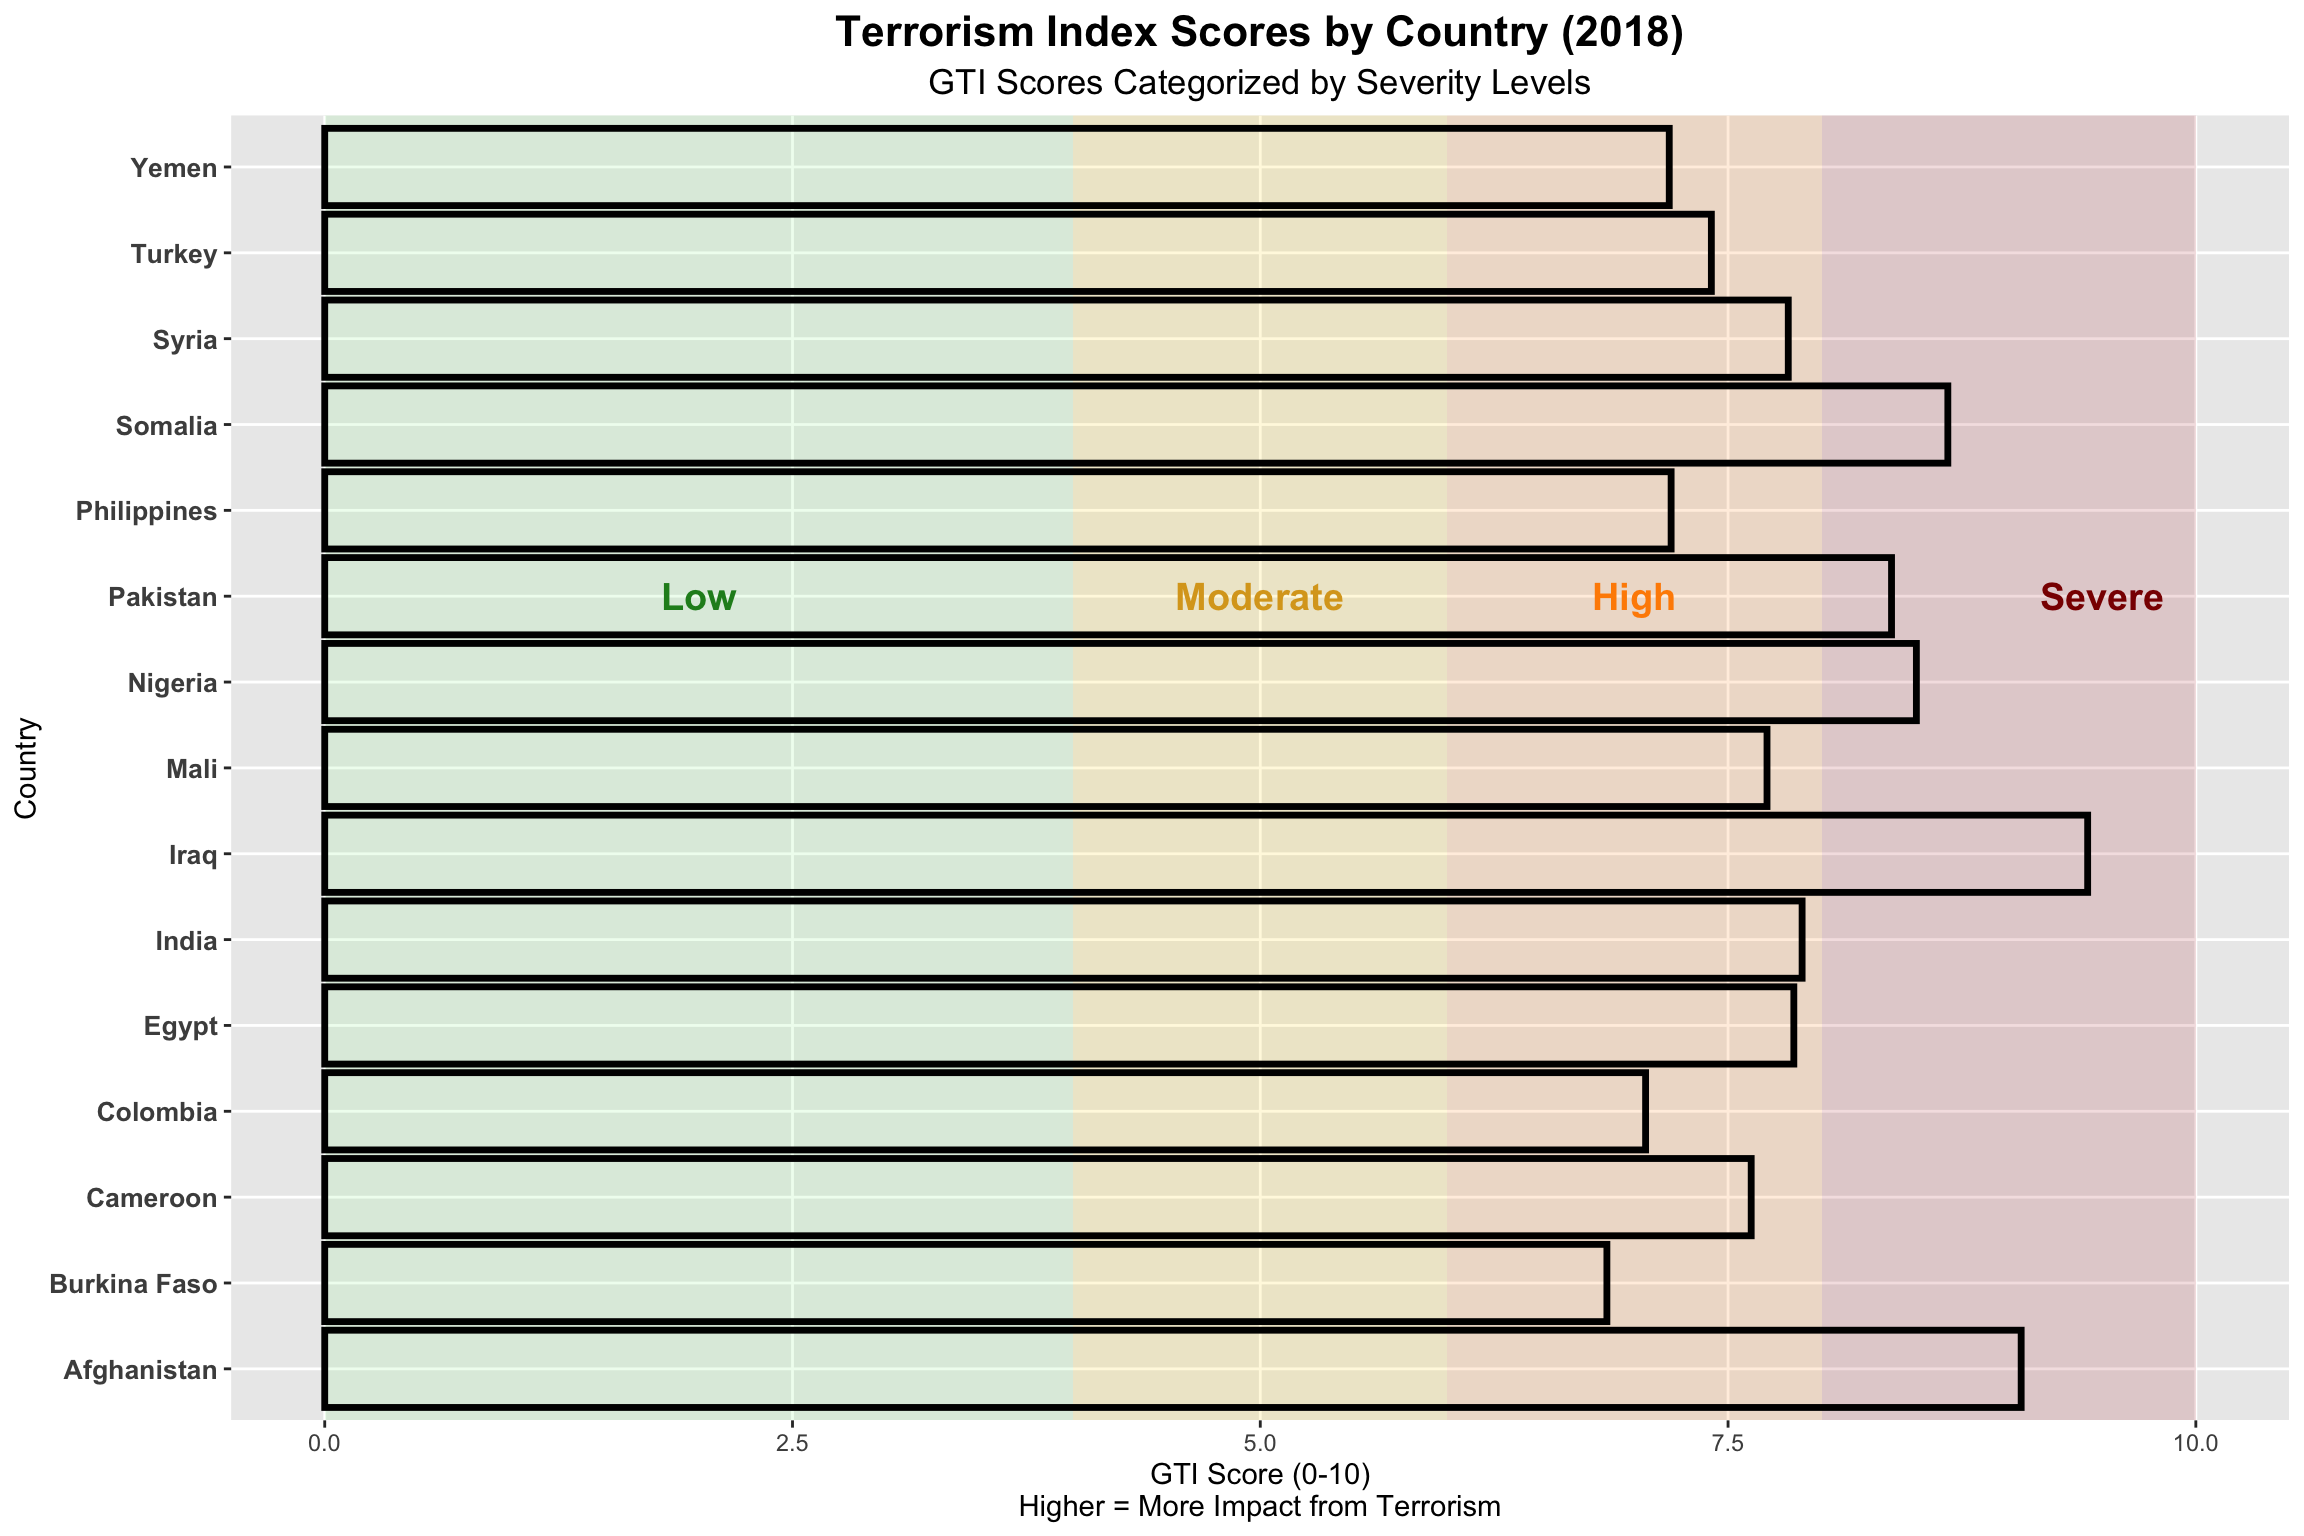 Terrorism Index Scores by Country (2018)
GTI Scores Categorized by Severity Levels
Country
Yemen
Turkey
Syria
Somalia
Philippines
Pakistan
Low
Moderate
High
Severe
Nigeria
Mali
Iraq
India
Egypt
Colombia
Cameroon
Burkina Faso
Afghanistan
0.0
2.5
5.0
7.5
10.0
GTI Score (0-10)
Higher = More Impact from Terrorism